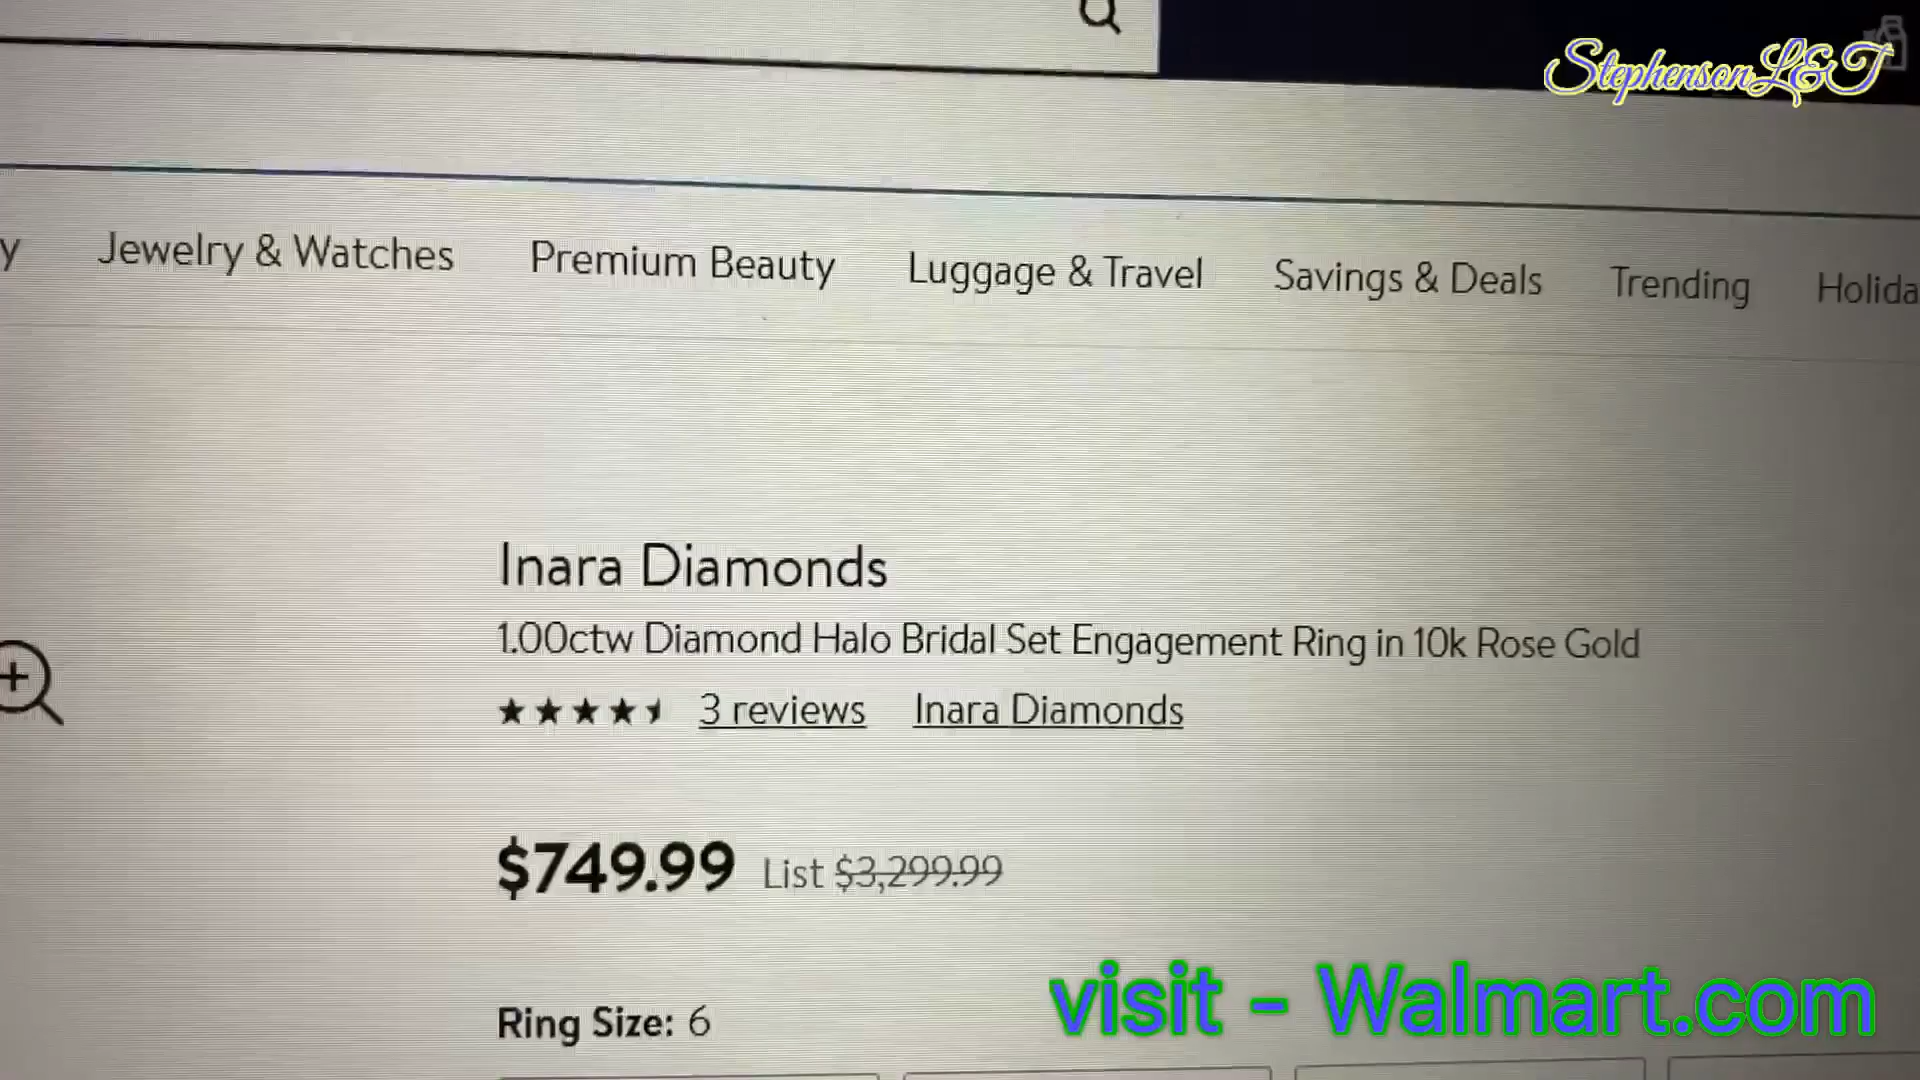 StephensonL&T
y Jewelry & Watches Premium Beauty Luggage & Travel Savings & Deals Trending Holida
Inara Diamonds
1.00ctw Diamond Halo Bridal Set Engagement Ring in 10k Rose Gold
3 reviews Inara Diamonds
$749.99 List $3,299.99
Ring Size: 6
visit - Walmart.com